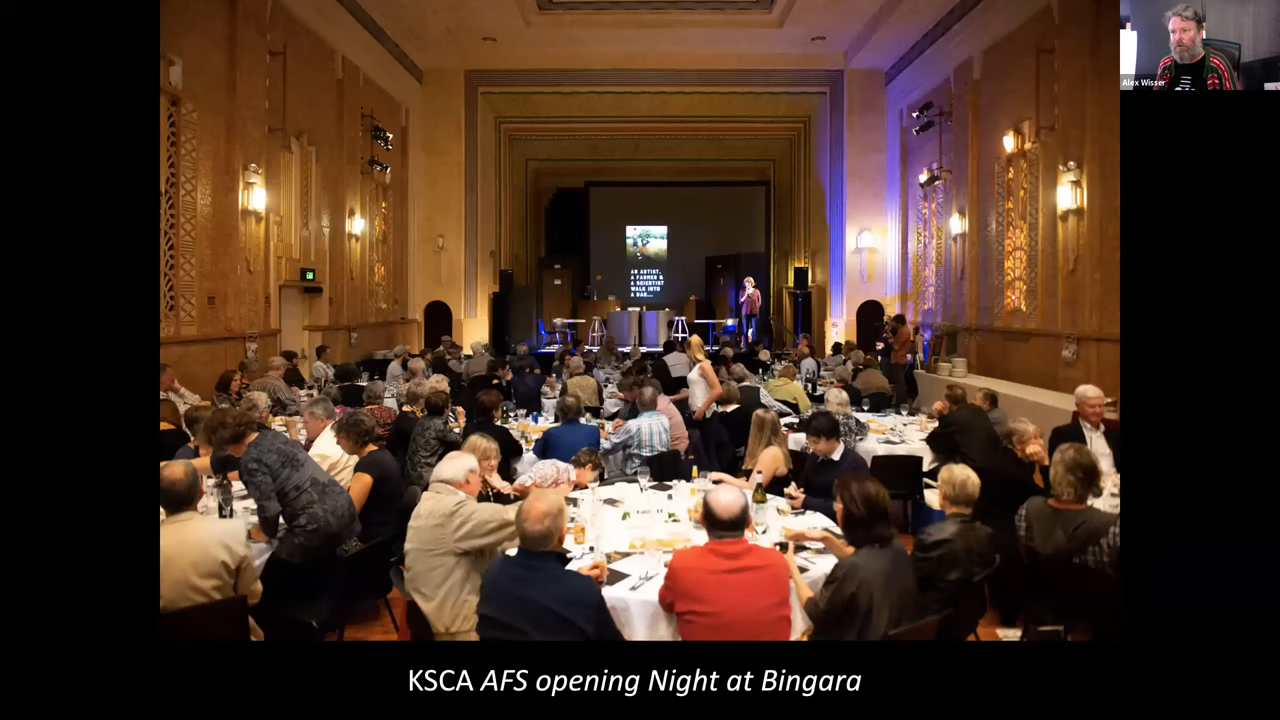 Alex Wisser
AN ARTIST,
A FARMER &
A SCIENTIST
WALK INTO
A BAR...
KSCA AFS opening Night at Bingara